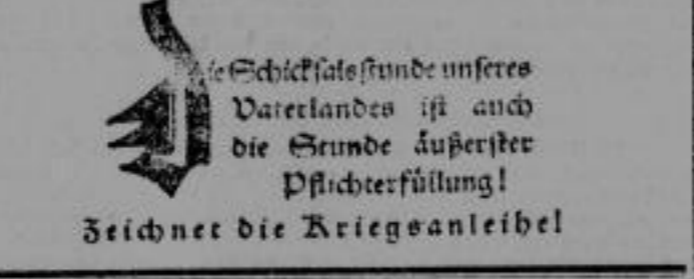 Die Schicksalsstunde unseres
Vaterlandes ist auch
die Stunde äußerster
Pflichterfüllung!
Zeichnet die Kriegsanleihe!